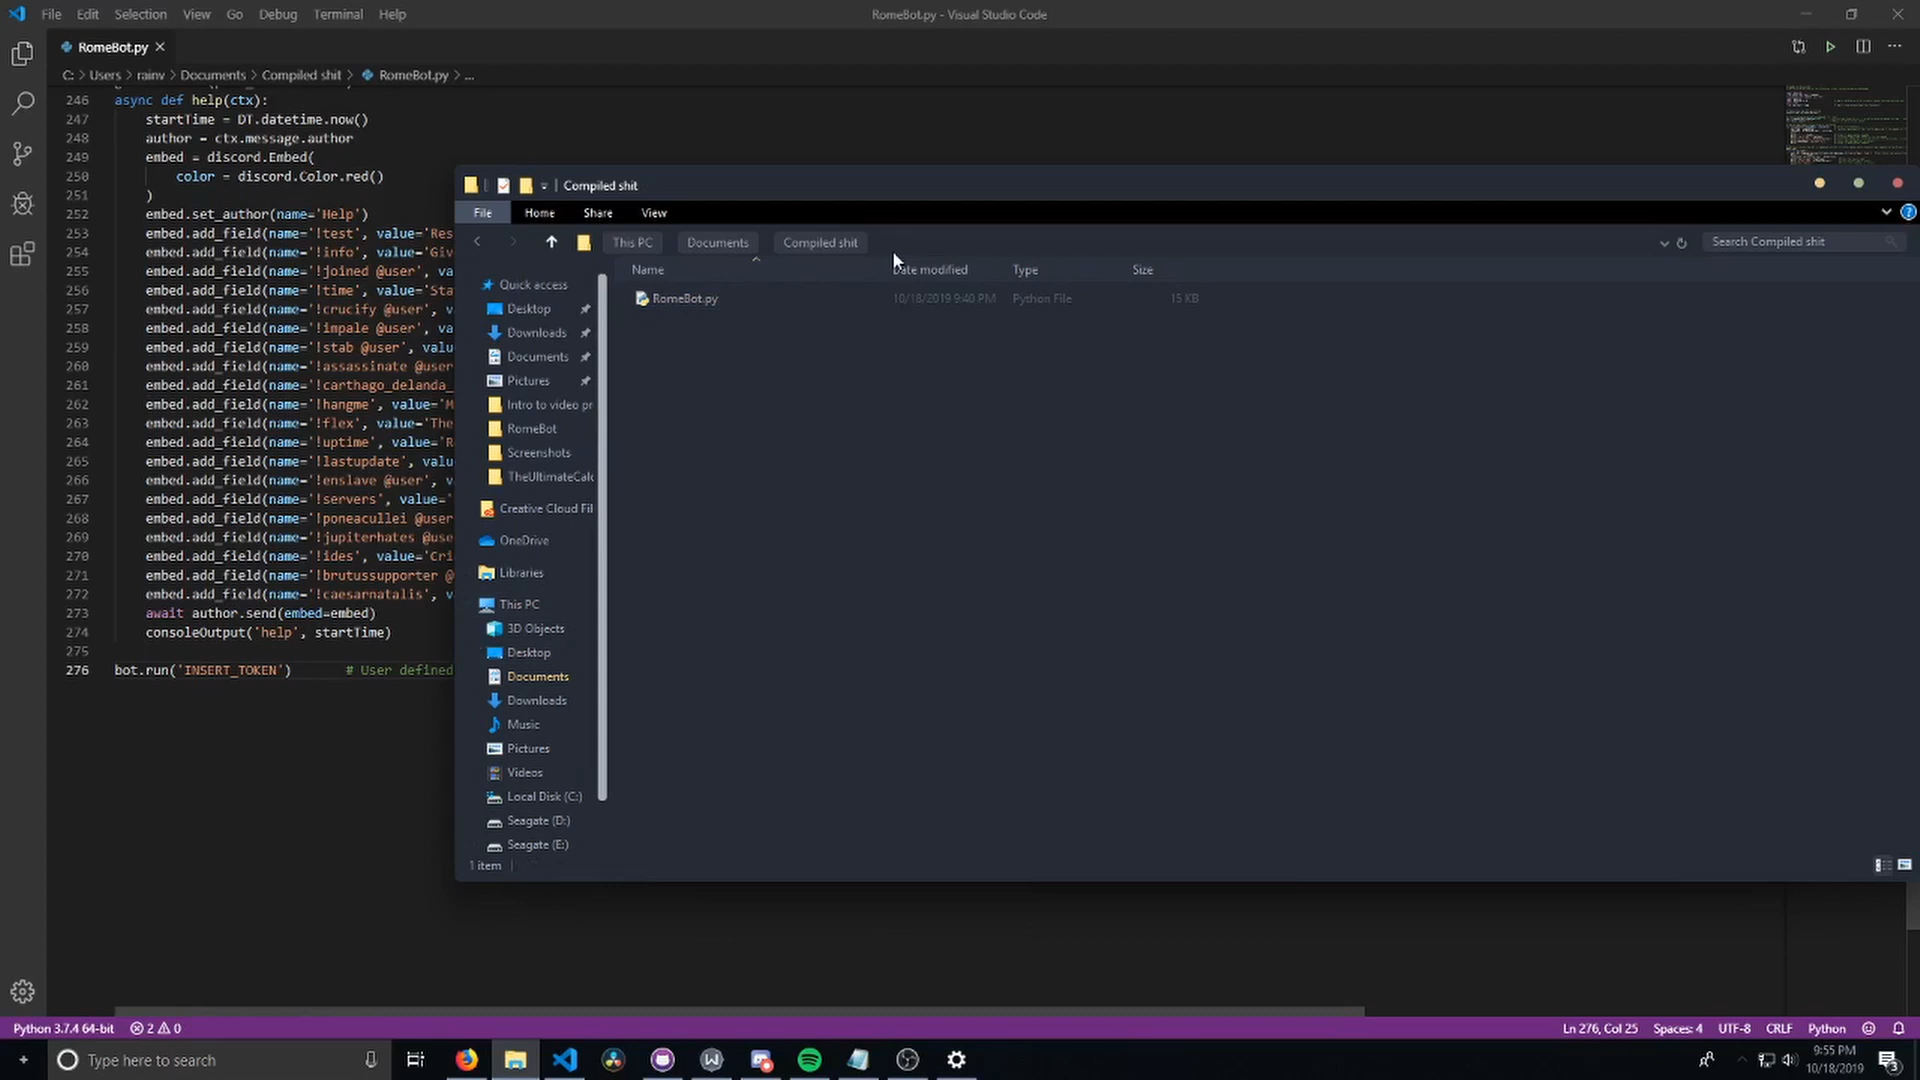 File Edit Selection View Go Debug Terminal Help
RomeBot.py - Visual Studio Code
RomeBot.py
C: > Users > rainv > Documents > Compiled shit > RomeBot.py > ...
246 async def help(ctx):
247 startTime = DT.datetime.now()
248 author = ctx.message.author
249 embed = discord.Embed(
250 color = discord.Color.red()
251 )
252 embed.set_author(name='Help')
253 embed.add_field(name='!test', value='Res
254 embed.add_field(name='!info', value='Giv
255 embed.add_field(name='!joined @user', va
256 embed.add_field(name='!time', value='Sta
257 embed.add_field(name='!crucify @user', v
258 embed.add_field(name='!impale @user', va
259 embed.add_field(name='!stab @user', valu
260 embed.add_field(name='!assassinate @user
261 embed.add_field(name='!carthago_delanda_
262 embed.add_field(name='!hangme', value='M
263 embed.add_field(name='!flex', value='The
264 embed.add_field(name='!uptime', value='R
265 embed.add_field(name='!lastupdate', valu
266 embed.add_field(name='!enslave @user', v
267 embed.add_field(name='!servers', value='
268 embed.add_field(name='!poneacullei @user
269 embed.add_field(name='!jupiterhates @use
270 embed.add_field(name='!ides', value='Cri
271 embed.add_field(name='!brutussupporter @
272 embed.add_field(name='!caesarnatalis', v
273 await author.send(embed=embed)
274 consoleOutput('help', startTime)
275
276 bot.run('INSERT_TOKEN') # User defined
Compiled shit
File Home Share View
This PC Documents Compiled shit
Search Compiled shit
Name Date modified Type Size
RomeBot.py 10/18/2019 9:40 PM Python File 15 KB
Quick access
Desktop
Downloads
Documents
Pictures
Intro to video pr
RomeBot
Screenshots
TheUltimateCalc
Creative Cloud Fil
OneDrive
Libraries
This PC
3D Objects
Desktop
Documents
Downloads
Music
Pictures
Videos
Local Disk (C:)
Seagate (D:)
Seagate (E:)
1 item
Python 3.7.4 64-bit 2 0
Ln 276, Col 25 Spaces: 4 UTF-8 CRLF Python
Type here to search
9:55 PM
10/18/2019
3